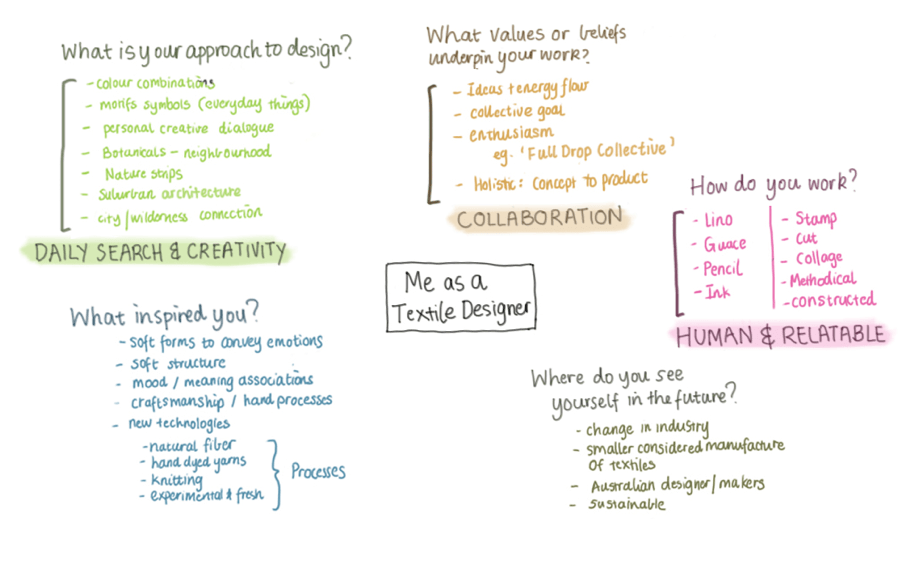 What is your approach to design?
- colour combinations
- motifs symbols (everyday things)
- personal creative dialogue
- Botanicals - neighbourhood
- Nature strips
- Suburban architecture
- city/wilderness connection
DAILY SEARCH & CREATIVITY
What values or beliefs
underpin your work?
- Ideas + energy flow
- collective goal
- enthusiasm
eg. 'Full Drop Collective'
- Holistic: Concept to product
COLLABORATION
How do you work?
- Lino
- Guace
- Pencil
- Ink
- Stamp
- Cut
- Collage
- Methodical
- constructed
HUMAN & RELATABLE
Me as a
Textile Designer
What inspired you?
- soft forms to convey emotions
- soft structure
- mood / meaning associations
- craftsmanship / hand processes
- new technologies
- natural fiber
- hand dyed yarns
- knitting
- experimental & fresh
Processes
Where do you see
yourself in the future?
- change in industry
- smaller considered manufacture
of textiles
- Australian designer/makers
- sustainable